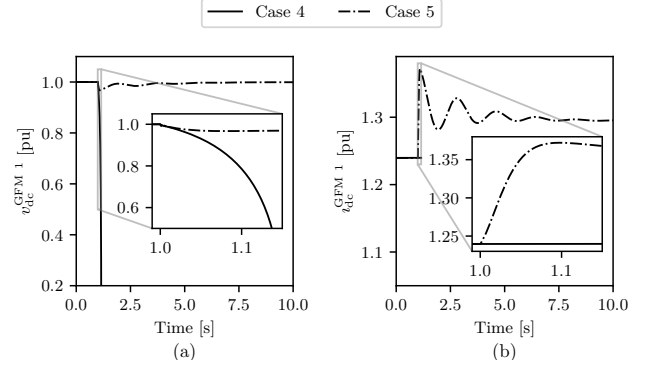 Case 4 Case 5
1.0
0.8
0.6
0.4
0.2
v_dc^GFM 1 [pu]
1.0
0.8
0.6
1.0 1.1
0.0 2.5 5.0 7.5 10.0
Time [s]
(a)
1.3
1.2
1.1
i_dc^GFM 1 [pu]
1.35
1.30
1.25
1.0 1.1
0.0 2.5 5.0 7.5 10.0
Time [s]
(b)